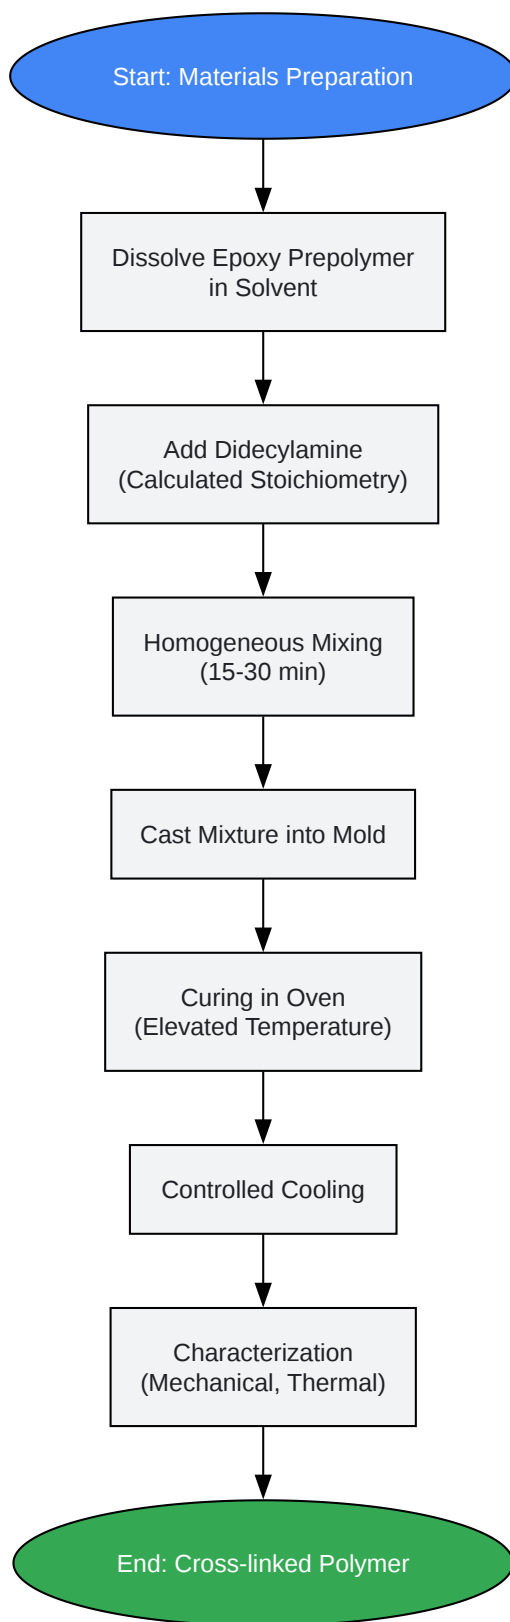 Start: Materials Preparation
Dissolve Epoxy Prepolymer
in Solvent
Add Didecylamine
(Calculated Stoichiometry)
Homogeneous Mixing
(15-30 min)
Cast Mixture into Mold
Curing in Oven
(Elevated Temperature)
Controlled Cooling
Characterization
(Mechanical, Thermal)
End: Cross-linked Polymer